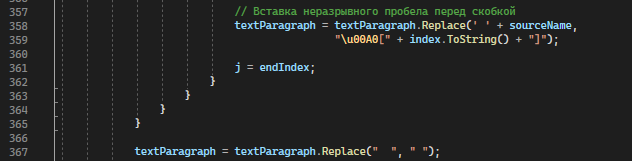 357 // Вставка неразрывного пробела перед скобкой
358 textParagraph = textParagraph.Replace(' ' + sourceName,
359 "\u00A0[" + index.ToString() + "]");
360
361 j = endIndex;
362 }
363 }
364 }
365 }
366
367 textParagraph = textParagraph.Replace("  ", " ");